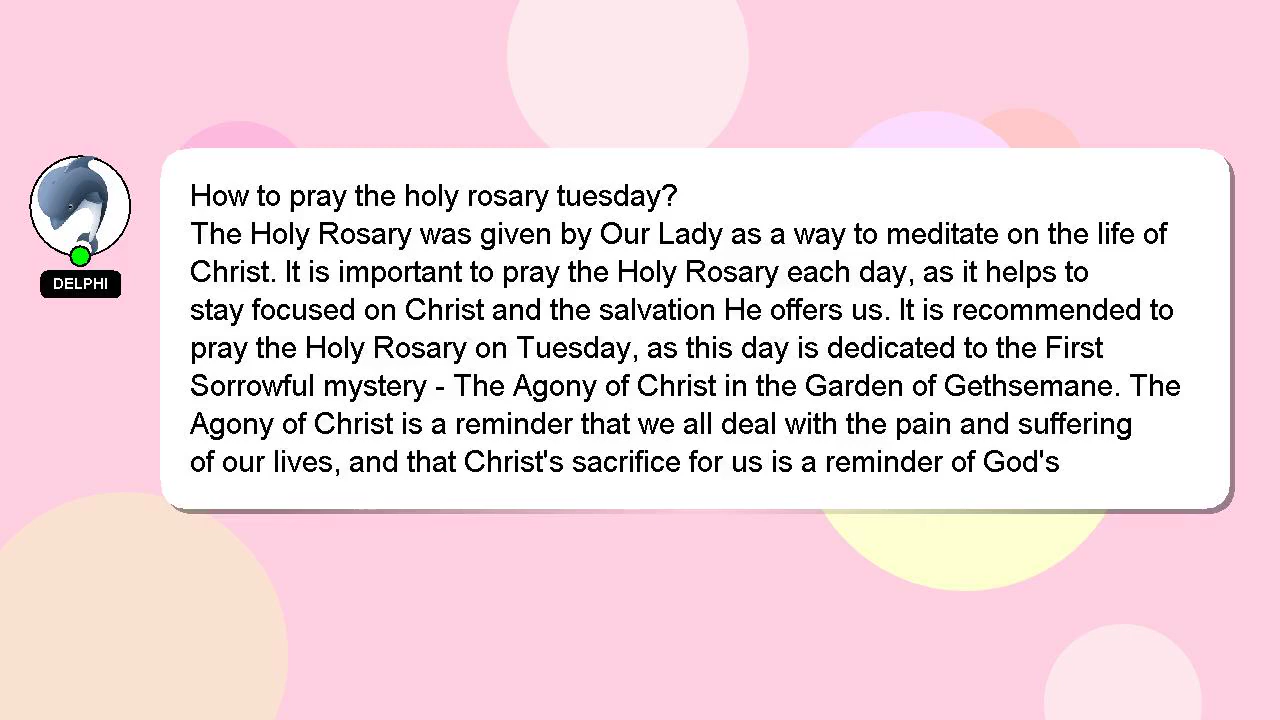 How to pray the holy rosary tuesday?
The Holy Rosary was given by Our Lady as a way to meditate on the life of
Christ. It is important to pray the Holy Rosary each day, as it helps to
stay focused on Christ and the salvation He offers us. It is recommended to
pray the Holy Rosary on Tuesday, as this day is dedicated to the First
Sorrowful mystery - The Agony of Christ in the Garden of Gethsemane. The
Agony of Christ is a reminder that we all deal with the pain and suffering
of our lives, and that Christ's sacrifice for us is a reminder of God's
DELPHI